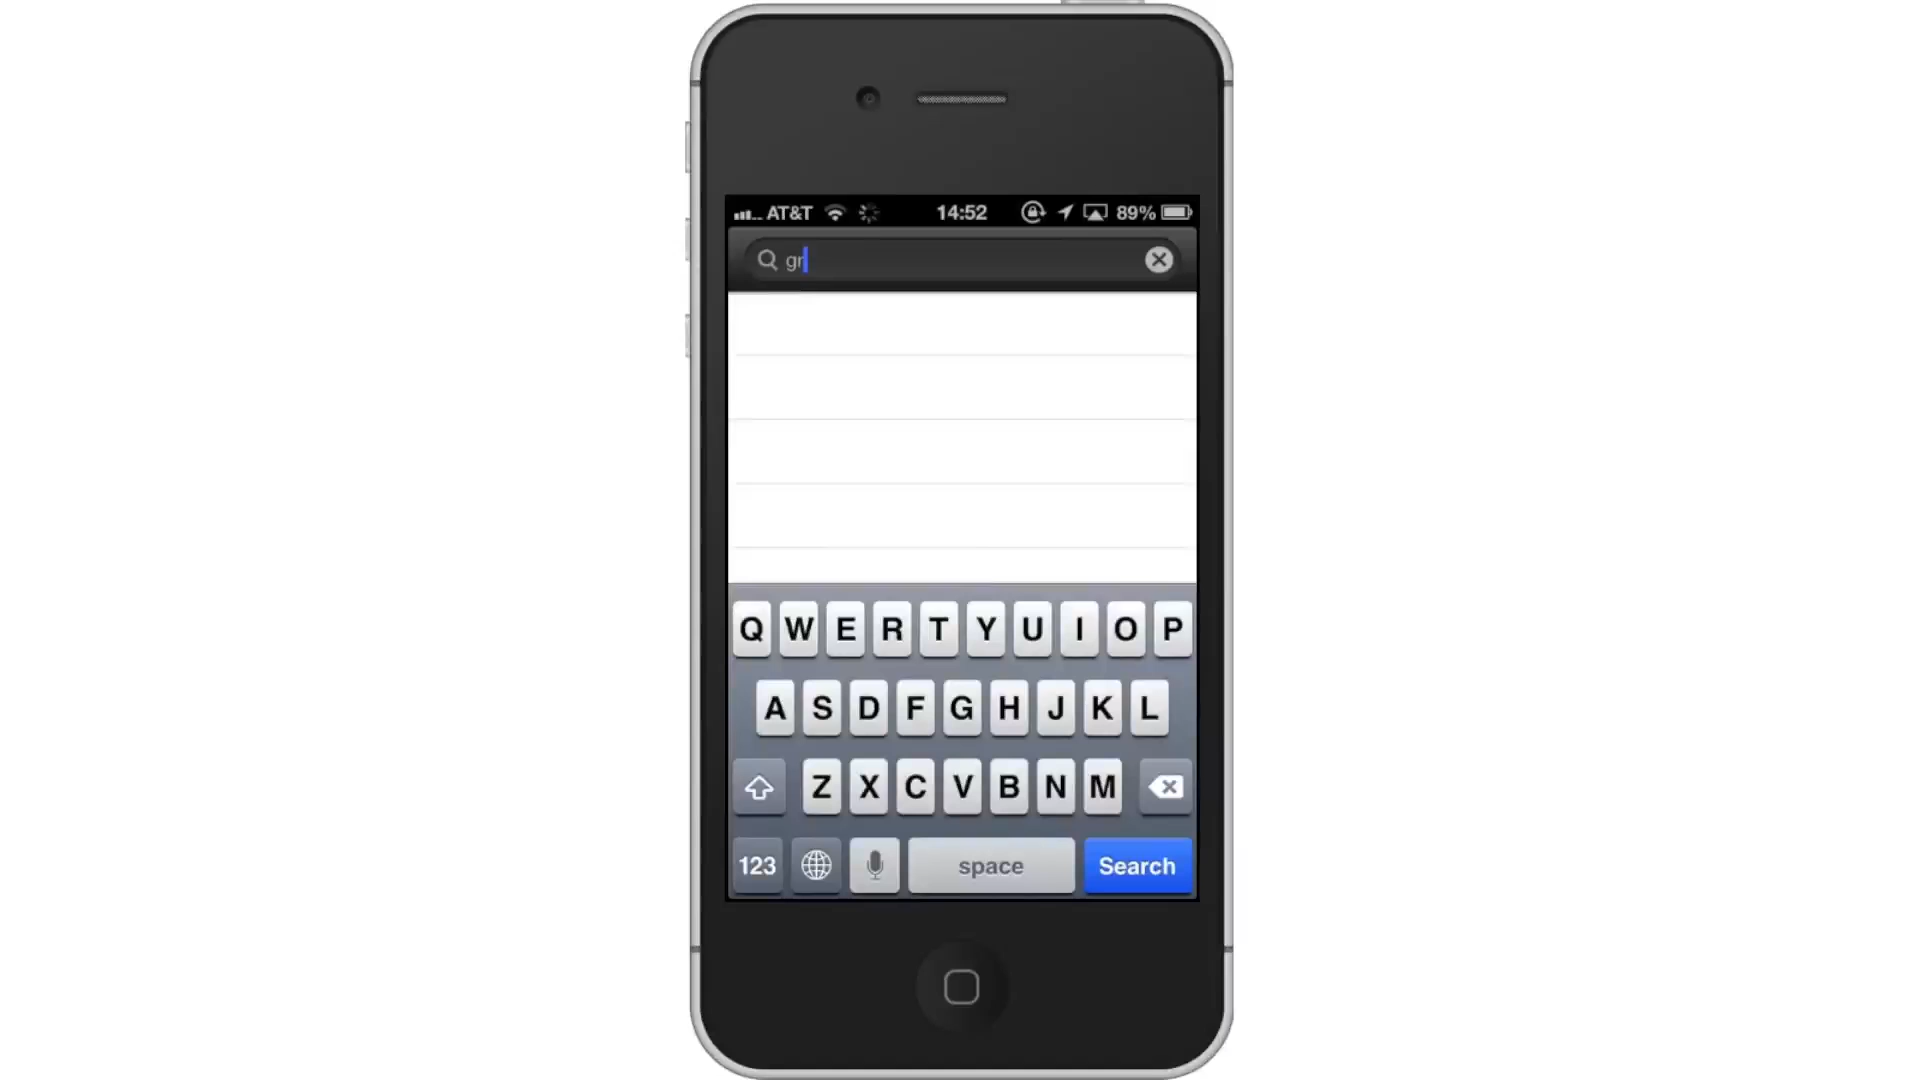 AT&T 14:52 89%
gr
Q W E R T Y U I O P
A S D F G H J K L
Z X C V B N M
123 space Search